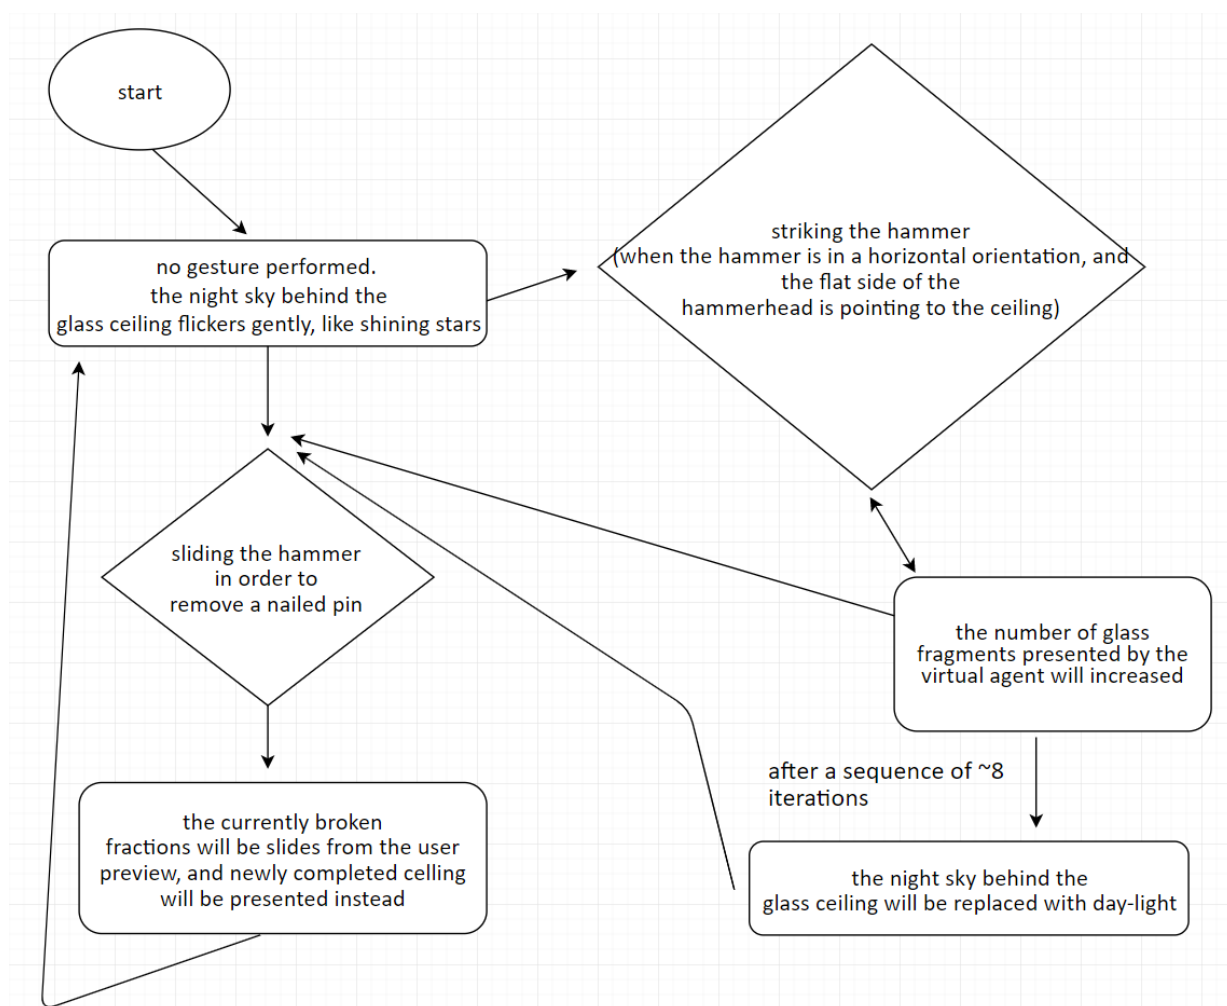 start
no gesture performed.
the night sky behind the
glass ceiling flickers gently, like shining stars
striking the hammer
(when the hammer is in a horizontal orientation, and
the flat side of the
hammerhead is pointing to the ceiling)
sliding the hammer
in order to
remove a nailed pin
the number of glass
fragments presented by the
virtual agent will increased
after a sequence of ~8
iterations
the currently broken
fractions will be slides from the user
preview, and newly completed celling
will be presented instead
the night sky behind the
glass ceiling will be replaced with day-light